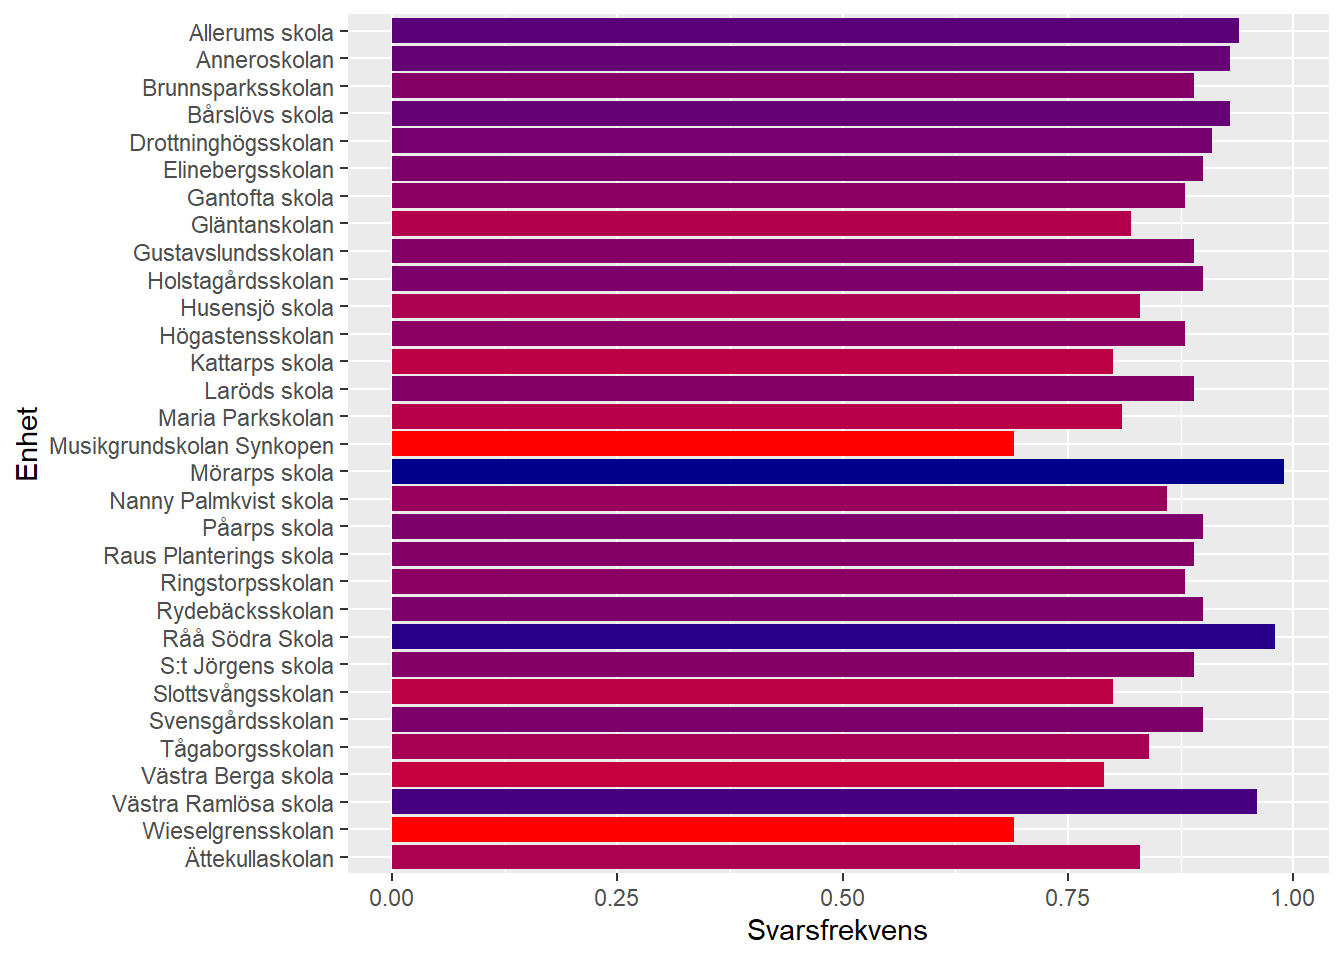 Allerums skola
Anneroskolan
Brunnsparksskolan
Bårslövs skola
Drottninghögsskolan
Elinebergsskolan
Gantofta skola
Gläntanskolan
Gustavslundsskolan
Holstagårdsskolan
Husensjö skola
Högastensskolan
Kattarps skola
Laröds skola
Maria Parkskolan
Musikgrundskolan Synkopen
Mörarps skola
Nanny Palmkvist skola
Påarps skola
Raus Planterings skola
Ringstorpsskolan
Rydebäcksskolan
Råå Södra Skola
S:t Jörgens skola
Slottsvångsskolan
Svensgårdsskolan
Tågaborgsskolan
Västra Berga skola
Västra Ramlösa skola
Wieselgrensskolan
Ättekullaskolan
Enhet
0.00 0.25 0.50 0.75 1.00
Svarsfrekvens